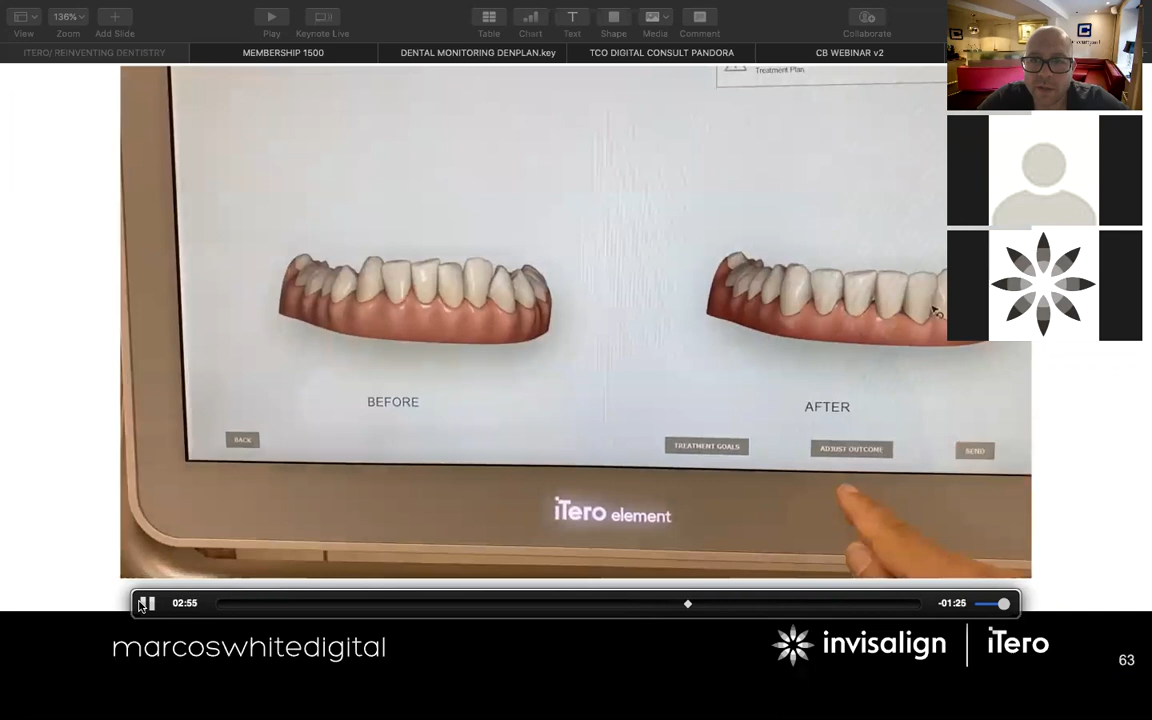 136%
View
Zoom
Add Slide
Play
Keynote Live
Table
Chart
Text
Shape
Media
Comment
Collaborate
ITERO/ REINVENTING DENTISTRY
MEMBERSHIP 1500
DENTAL MONITORING DENPLAN.key
TCO DIGITAL CONSULT PANDORA
CB WEBINAR v2
Treatment Plan
BEFORE
AFTER
BACK
TREATMENT GOALS
ADJUST OUTCOME
SEND
iTero element
02:55
-01:25
marcoswhitedigital
invisalign
iTero
63